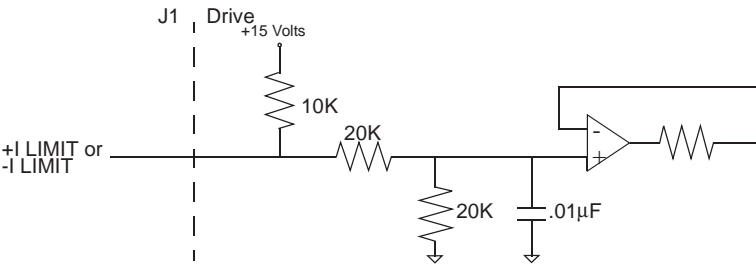 J1 Drive
+15 Volts
10K
20K
+I LIMIT or
-I LIMIT
-
+
20K
.01µF